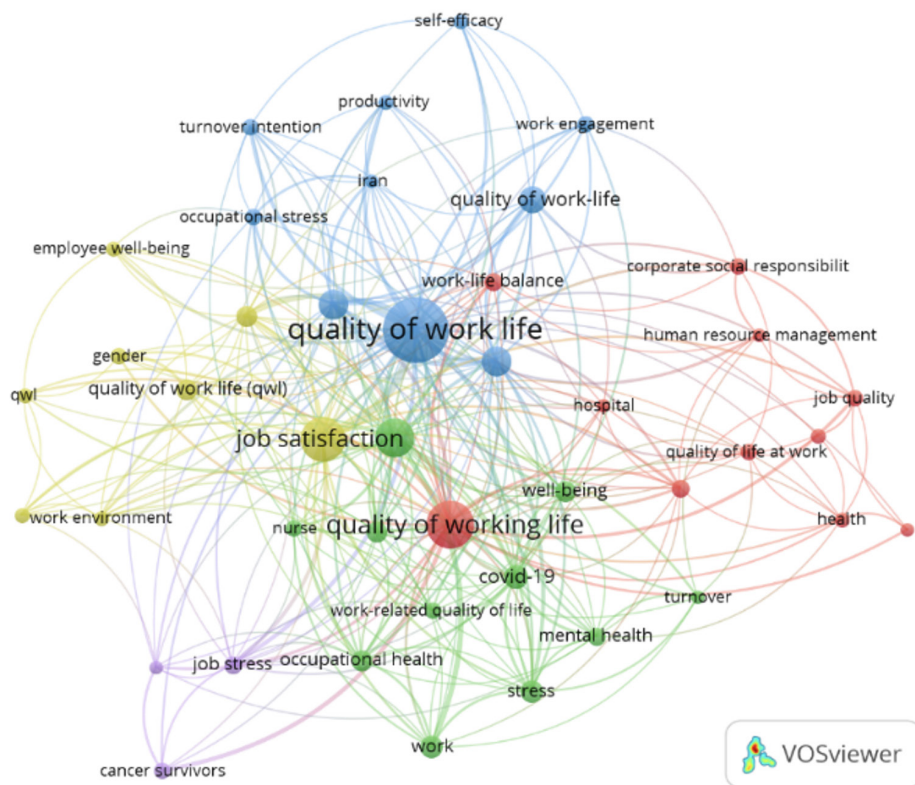 self-efficacy
productivity
turnover intention
work engagement
iran
quality of work-life
occupational stress
employee well-being
corporate social responsibilit
work-life balance
quality of work life
human resource management
gender
quality of work life (qwl)
qwl
job quality
hospital
job satisfaction
quality of life at work
well-being
work environment
health
nurse
quality of working life
covid-19
turnover
work-related quality of life
mental health
job stress
occupational health
stress
work
cancer survivors
VOSviewer